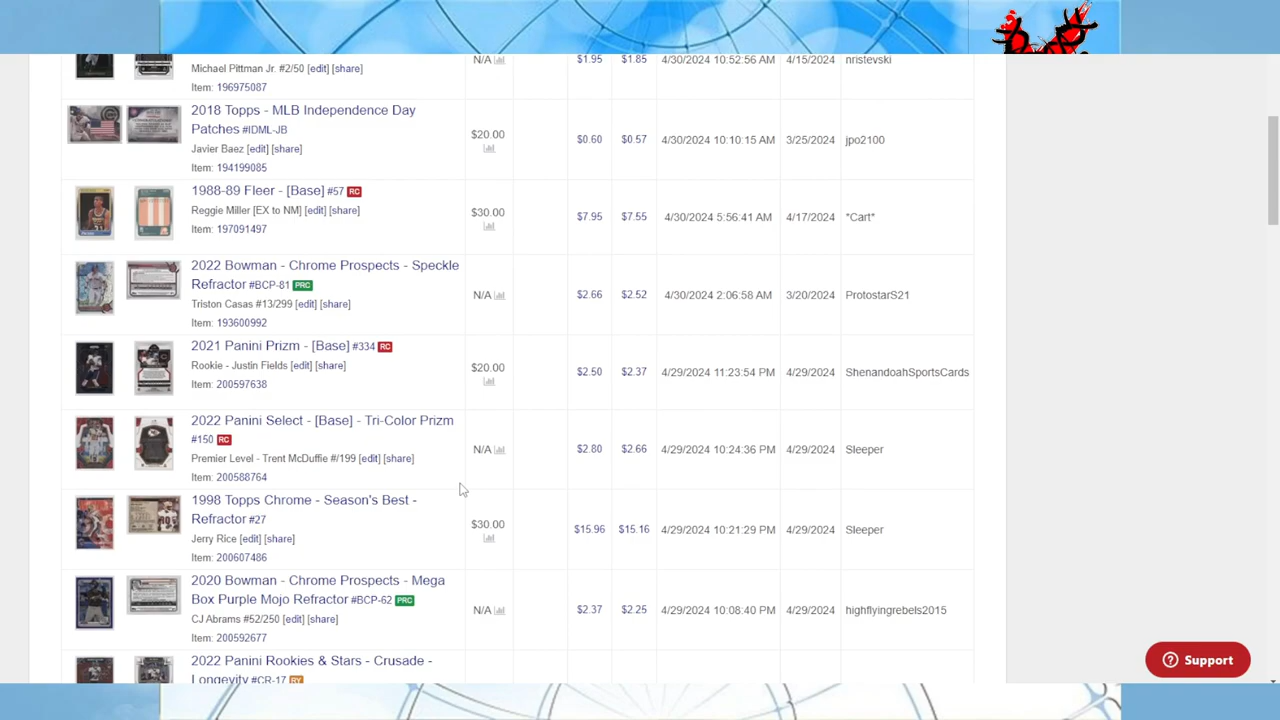 Michael Pittman Jr. #2/50 [edit] [share]
N/A $1.95 $1.85 4/30/2024 10:52:56 AM 4/15/2024 nristevski
Item: 196975087
2018 Topps - MLB Independence Day
Patches #IDML-JB
Javier Baez [edit] [share]
Item: 194199085
$20.00 $0.60 $0.57 4/30/2024 10:10:15 AM 3/25/2024 jpo2100
1988-89 Fleer - [Base] #57 RC
Reggie Miller [EX to NM] [edit] [share]
Item: 197091497
$30.00 $7.95 $7.55 4/30/2024 5:56:41 AM 4/17/2024 *Cart*
2022 Bowman - Chrome Prospects - Speckle
Refractor #BCP-81 PRC
Triston Casas #13/299 [edit] [share]
Item: 193600992
N/A $2.66 $2.52 4/30/2024 2:06:58 AM 3/20/2024 ProtostarS21
2021 Panini Prizm - [Base] #334 RC
Rookie - Justin Fields [edit] [share]
Item: 200597638
$20.00 $2.50 $2.37 4/29/2024 11:23:54 PM 4/29/2024 ShenandoahSportsCards
2022 Panini Select - [Base] - Tri-Color Prizm
#150 RC
Premier Level - Trent McDuffie #/199 [edit] [share]
Item: 200588764
N/A $2.80 $2.66 4/29/2024 10:24:36 PM 4/29/2024 Sleeper
1998 Topps Chrome - Season's Best -
Refractor #27
Jerry Rice [edit] [share]
Item: 200607486
$30.00 $15.96 $15.16 4/29/2024 10:21:29 PM 4/29/2024 Sleeper
2020 Bowman - Chrome Prospects - Mega
Box Purple Mojo Refractor #BCP-62 PRC
CJ Abrams #52/250 [edit] [share]
Item: 200592677
N/A $2.37 $2.25 4/29/2024 10:08:40 PM 4/29/2024 highflyingrebels2015
2022 Panini Rookies & Stars - Crusade -
Longevity #CR-17
Support